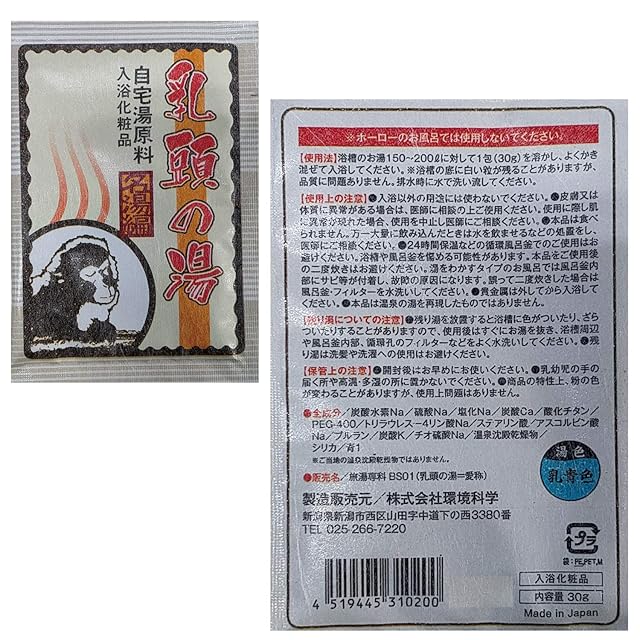 乳頭の湯
自宅湯原料
入浴化粧品
名湯編
※ホーローのお風呂では使用しないでください。
【使用法】浴槽のお湯150〜200ℓに対して1包(30g)を溶かし、よくかき
混ぜて入浴してください。※浴槽の底に白い粒が残ることがありますが、
品質に問題ありません。排水時に水で洗い流してください。
【使用上の注意】●入浴以外の用途には使わないでください。●皮膚又は
体質に異常がある場合は、医師に相談の上ご使用ください。使用に際し肌
に異常が現れた場合、使用を中止し医師にご相談ください。●本品は食べ
られません。万一大量に飲み込んだときは水を飲ませるなどの処置をし、
医師にご相談ください。●24時間保温などの循環風呂釜でのご使用はお
避けください。浴槽や風呂釜を傷める可能性があります。本品をご使用後
の二度炊きはお避けください。湯をわかすタイプのお風呂では風呂釜内
部にサビ等が付着し、故障の原因になります。誤って二度炊きした場合は
風呂釜・フィルターを水洗いしてください。●貴金属は外してから入浴して
ください。●本品は温泉の湯を再現したものではありません。
【残り湯についての注意】●残り湯を放置すると浴槽に色がついたり、ざら
ついたりすることがありますので、使用後はすぐにお湯を抜き、浴槽周辺
や風呂釜内部、循環孔のフィルターなどをよく水洗いしてください。●残
り湯は洗髪や洗濯への使用はお避けください。
【保管上の注意】●開封後はお早めにお使いください。●乳幼児の手の
届く所や高温・多湿の所に置かないでください。●商品の特性上、粉の色
が変わることがありますが、使用上問題はありません。
●全成分/炭酸水素Na/硫酸Na/塩化Na/炭酸Ca/酸化チタン/
PEG-400/トリラウレス-4リン酸Na/ステアリン酸/アスコルビン酸
Na/プルラン/炭酸K/チオ硫酸Na/温泉沈殿乾燥物/
シリカ/青1
※ご当地の温泉沈殿乾燥物ではありません。
●販売名/旅湯専科 BS01(乳頭の湯=愛称)
製造販売元/株式会社環境科学
新潟県新潟市西区山田字中道下の西3380番
TEL 025-266-7220
湯色
乳青色
プラ
袋:PE,PET,M
入浴化粧品
内容量 30g
Made in Japan
4 519445 310200